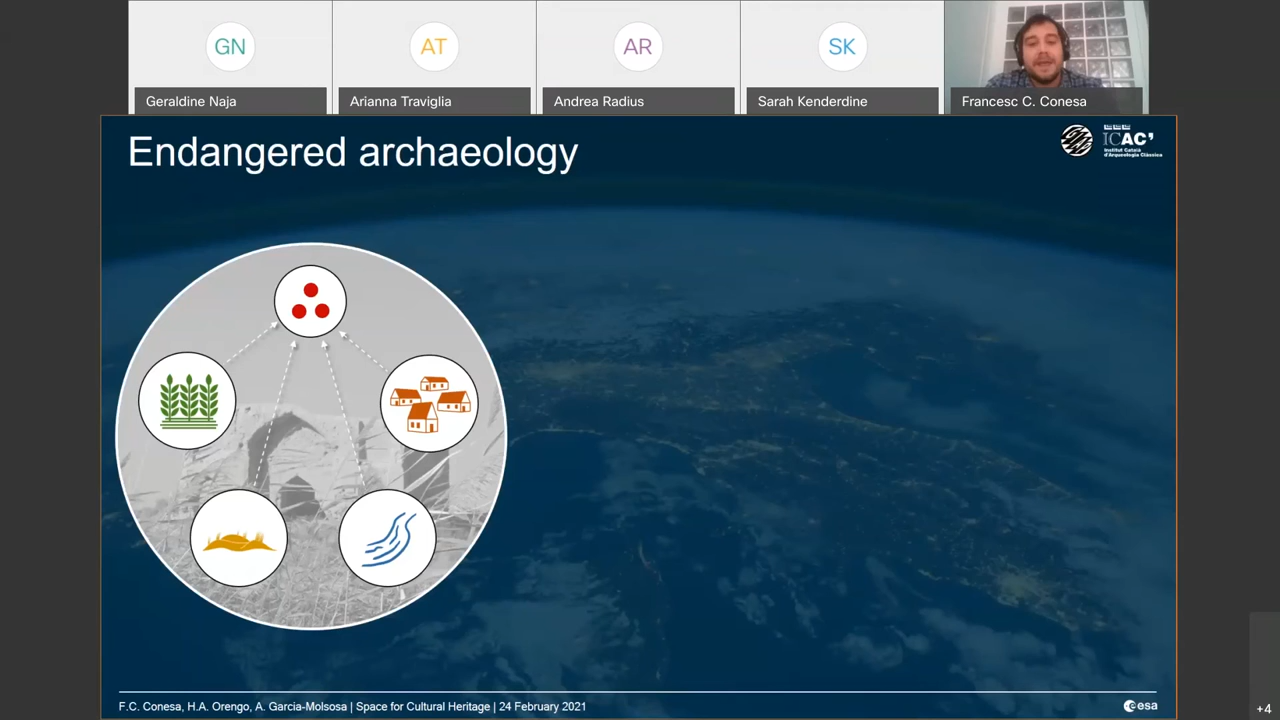 GN
AT
AR
SK
Geraldine Naja
Arianna Traviglia
Andrea Radius
Sarah Kenderdine
Francesc C. Conesa
Endangered archaeology
ICAC
Institut Català
d'Arqueologia Clàssica
F.C. Conesa, H.A. Orengo, A. Garcia-Molsosa | Space for Cultural Heritage | 24 February 2021
esa
+4